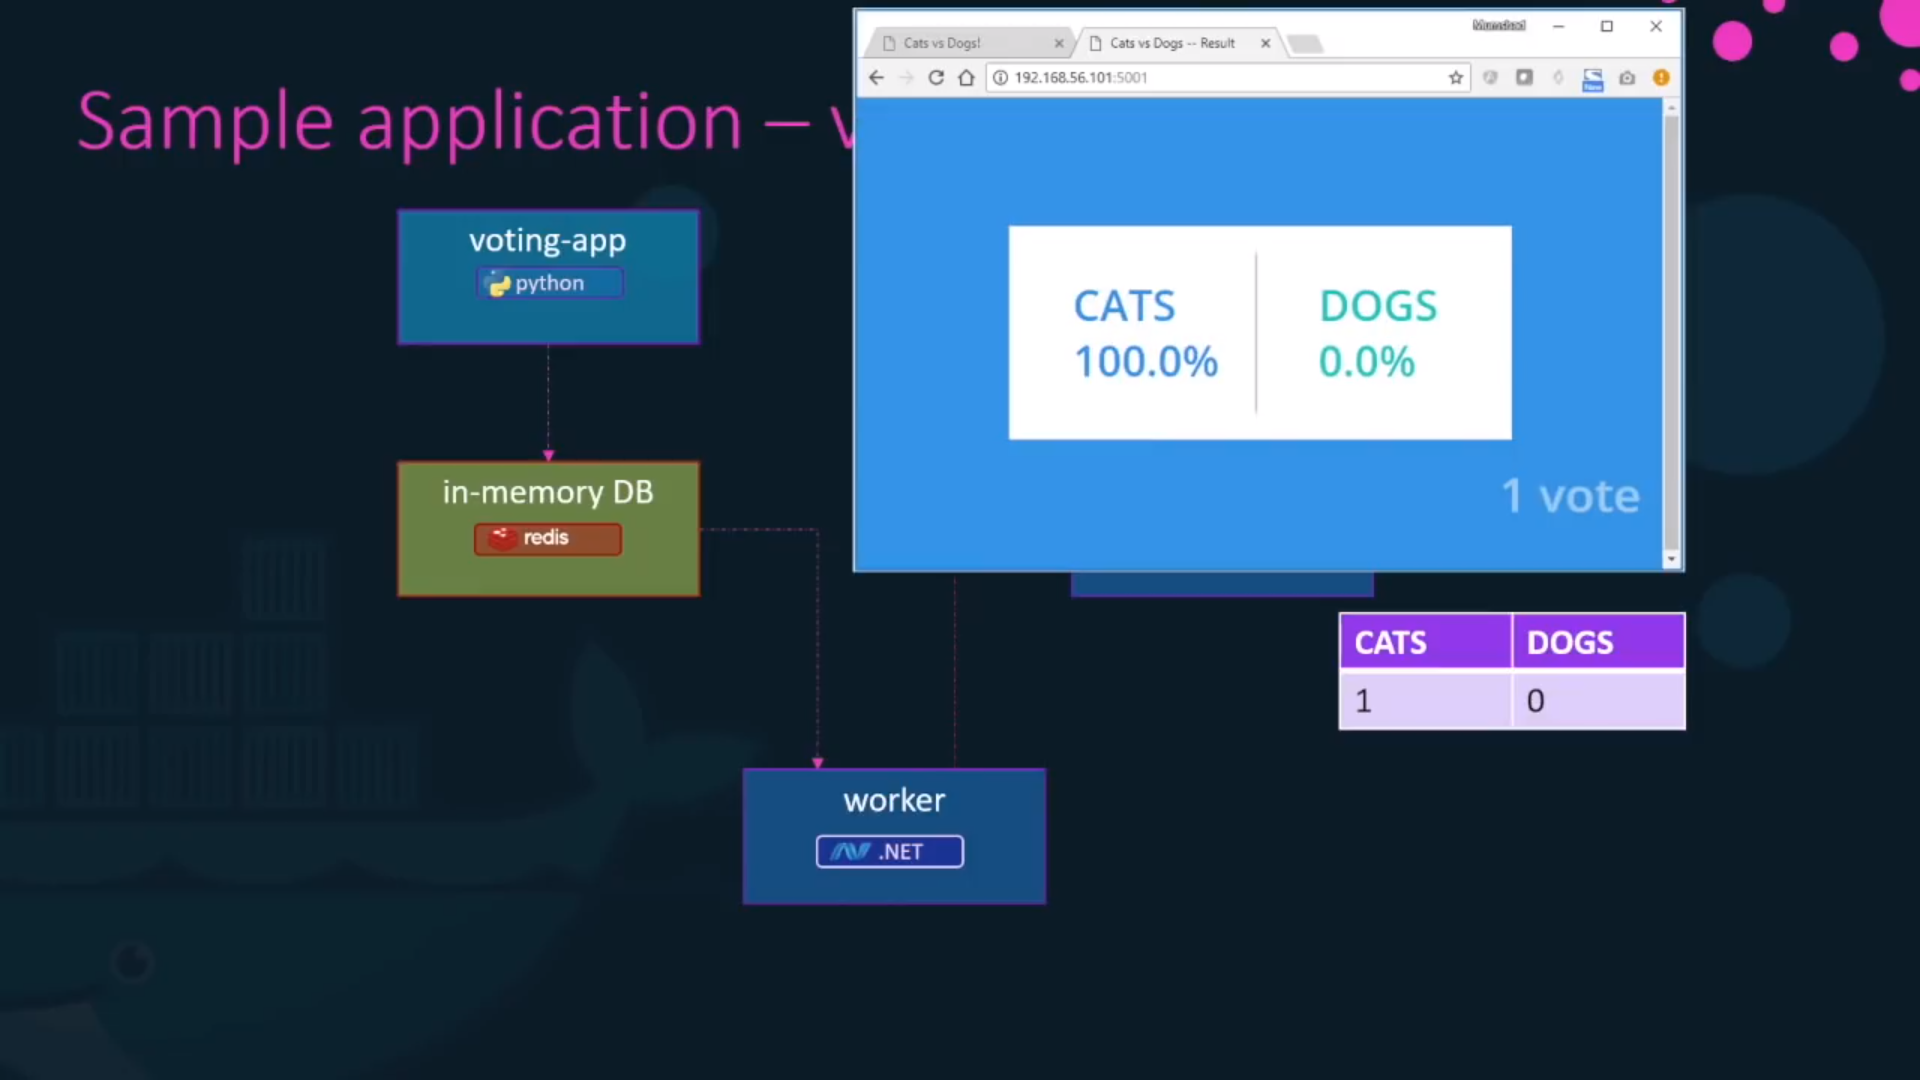 Sample application – v
Cats vs Dogs!
Cats vs Dogs -- Result
192.168.56.101:5001
New
CATS
100.0%
DOGS
0.0%
1 vote
voting-app
python
in-memory DB
redis
CATS DOGS
1 0
worker
.NET